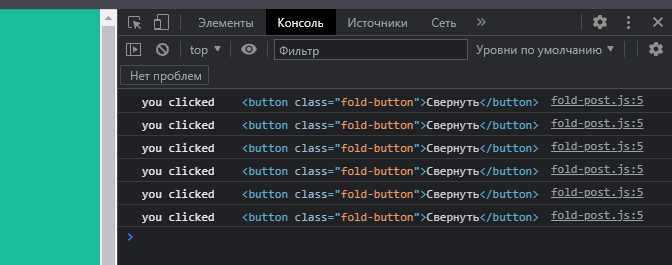 Элементы Консоль Источники Сеть »
top Фильтр Уровни по умолчанию
Нет проблем
you clicked <button class="fold-button">Свернуть</button> fold-post.js:5
you clicked <button class="fold-button">Свернуть</button> fold-post.js:5
you clicked <button class="fold-button">Свернуть</button> fold-post.js:5
you clicked <button class="fold-button">Свернуть</button> fold-post.js:5
you clicked <button class="fold-button">Свернуть</button> fold-post.js:5
you clicked <button class="fold-button">Свернуть</button> fold-post.js:5
>